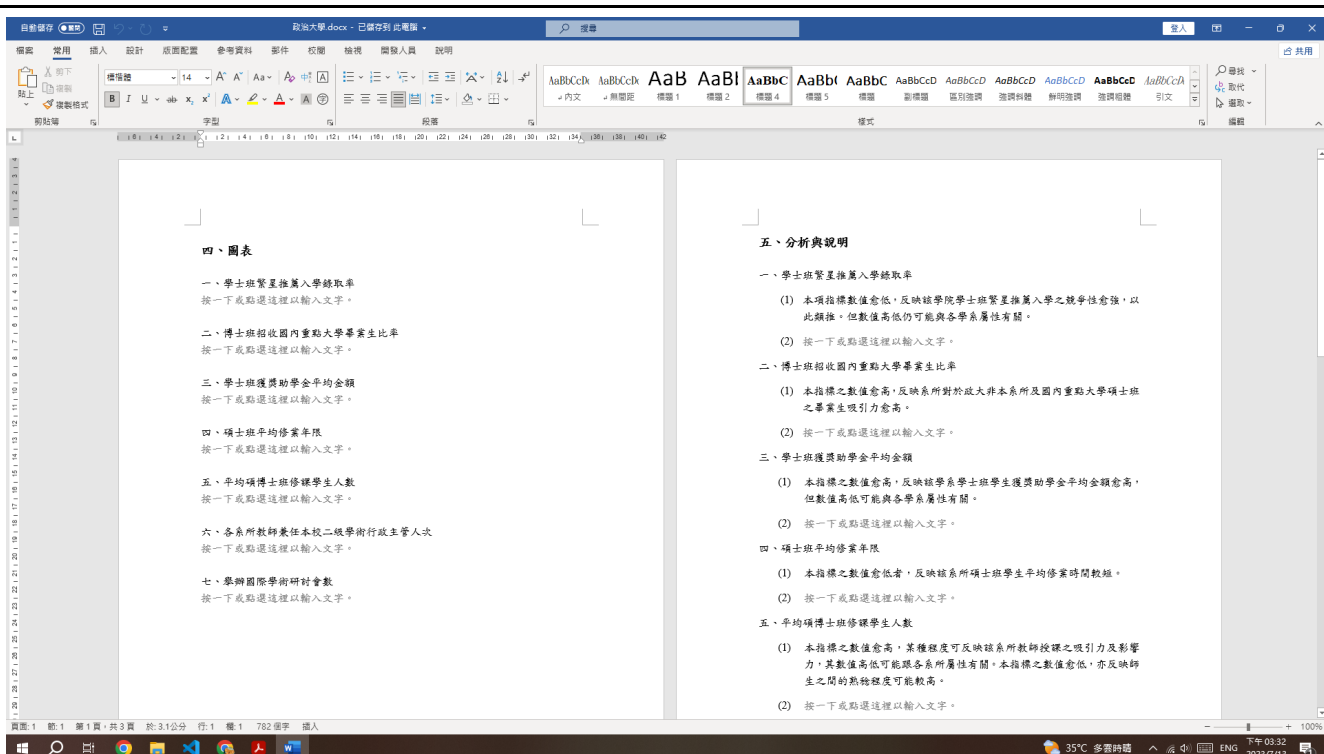 自動儲存
政治大學.docx - 已儲存到 此電腦
搜尋
登入
檔案 常用 插入 設計 版面配置 參考資料 郵件 校閱 檢視 開發人員 說明
共用
貼上
剪下
複製
複製格式
剪貼簿
標楷體 14
字型
段落
AaBbCcDc AaBbCcDc AaB AaBl AaBbC AaBb( AaBbC AaBbCcD AaBbCcD AaBbCcD AaBbCcD AaBbCcD AaBbCcD
內文 無間距 標題 1 標題 2 標題 4 標題 5 標題 副標題 區別強調 強調斜體 鮮明強調 強調粗體 引文
樣式
尋找
取代
選取
編輯
四、圖表
一、學士班繁星推薦入學錄取率
按一下或點選這裡以輸入文字。
二、博士班招收國內重點大學畢業生比率
按一下或點選這裡以輸入文字。
三、學士班獲獎助學金平均金額
按一下或點選這裡以輸入文字。
四、碩士班平均修業年限
按一下或點選這裡以輸入文字。
五、平均碩博士班修課學生人數
按一下或點選這裡以輸入文字。
六、各系所教師兼任本校二級學術行政主管人次
按一下或點選這裡以輸入文字。
七、舉辦國際學術研討會數
按一下或點選這裡以輸入文字。
五、分析與說明
一、學士班繁星推薦入學錄取率
(1) 本項指標數值愈低，反映該學院學士班繁星推薦入學之競爭性愈強，以
此類推。但數值高低仍可能與各學系屬性有關。
(2) 按一下或點選這裡以輸入文字。
二、博士班招收國內重點大學畢業生比率
(1) 本指標之數值愈高，反映系所對於政大非本系所及國內重點大學碩士班
之畢業生吸引力愈高。
(2) 按一下或點選這裡以輸入文字。
三、學士班獲獎助學金平均金額
(1) 本指標之數值愈高，反映該學系學士班學生獲獎助學金平均金額愈高，
但數值高低可能與各學系屬性有關。
(2) 按一下或點選這裡以輸入文字。
四、碩士班平均修業年限
(1) 本指標之數值愈低者，反映該系所碩士班學生平均修業時間較短。
(2) 按一下或點選這裡以輸入文字。
五、平均碩博士班修課學生人數
(1) 本指標之數值愈高，某種程度可反映該系所教師授課之吸引力及影響
力，其數值高低可能跟各系所屬性有關。本指標之數值愈低，亦反映師
生之間的熟稔程度可能較高。
(2) 按一下或點選這裡以輸入文字。
頁面: 1 節: 1 第 1 頁，共 3 頁 於: 3.1公分 行: 1 欄: 1 782 個字 插入
100%
35°C 多雲時晴 ENG 下午 03:32